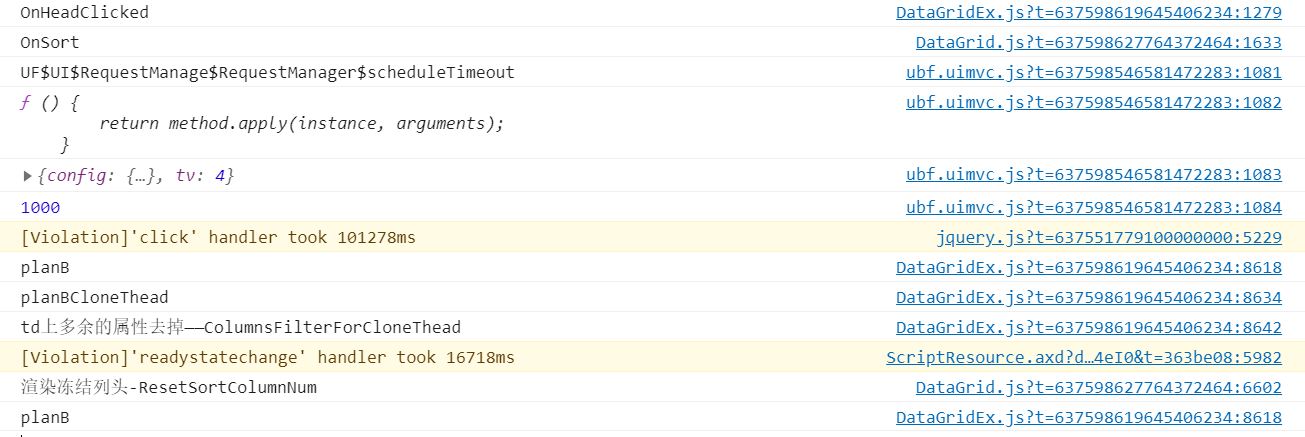 OnHeadClicked DataGridEx.js?t=637598619645406234:1279
OnSort DataGrid.js?t=637598627764372464:1633
UF$UI$RequestManage$RequestManager$scheduleTimeout ubf.uimvc.js?t=637598546581472283:1081
ƒ () { ubf.uimvc.js?t=637598546581472283:1082
return method.apply(instance, arguments);
}
▶{config: {…}, tv: 4} ubf.uimvc.js?t=637598546581472283:1083
1000 ubf.uimvc.js?t=637598546581472283:1084
[Violation]'click' handler took 101278ms jquery.js?t=637551779100000000:5229
planB DataGridEx.js?t=637598619645406234:8618
planBCloneThead DataGridEx.js?t=637598619645406234:8634
td上多余的属性去掉——ColumnsFilterForCloneThead DataGridEx.js?t=637598619645406234:8642
[Violation]'readystatechange' handler took 16718ms ScriptResource.axd?d…4eI0&t=363be08:5982
渲染冻结列头-ResetSortColumnNum DataGrid.js?t=637598627764372464:6602
planB DataGridEx.js?t=637598619645406234:8618